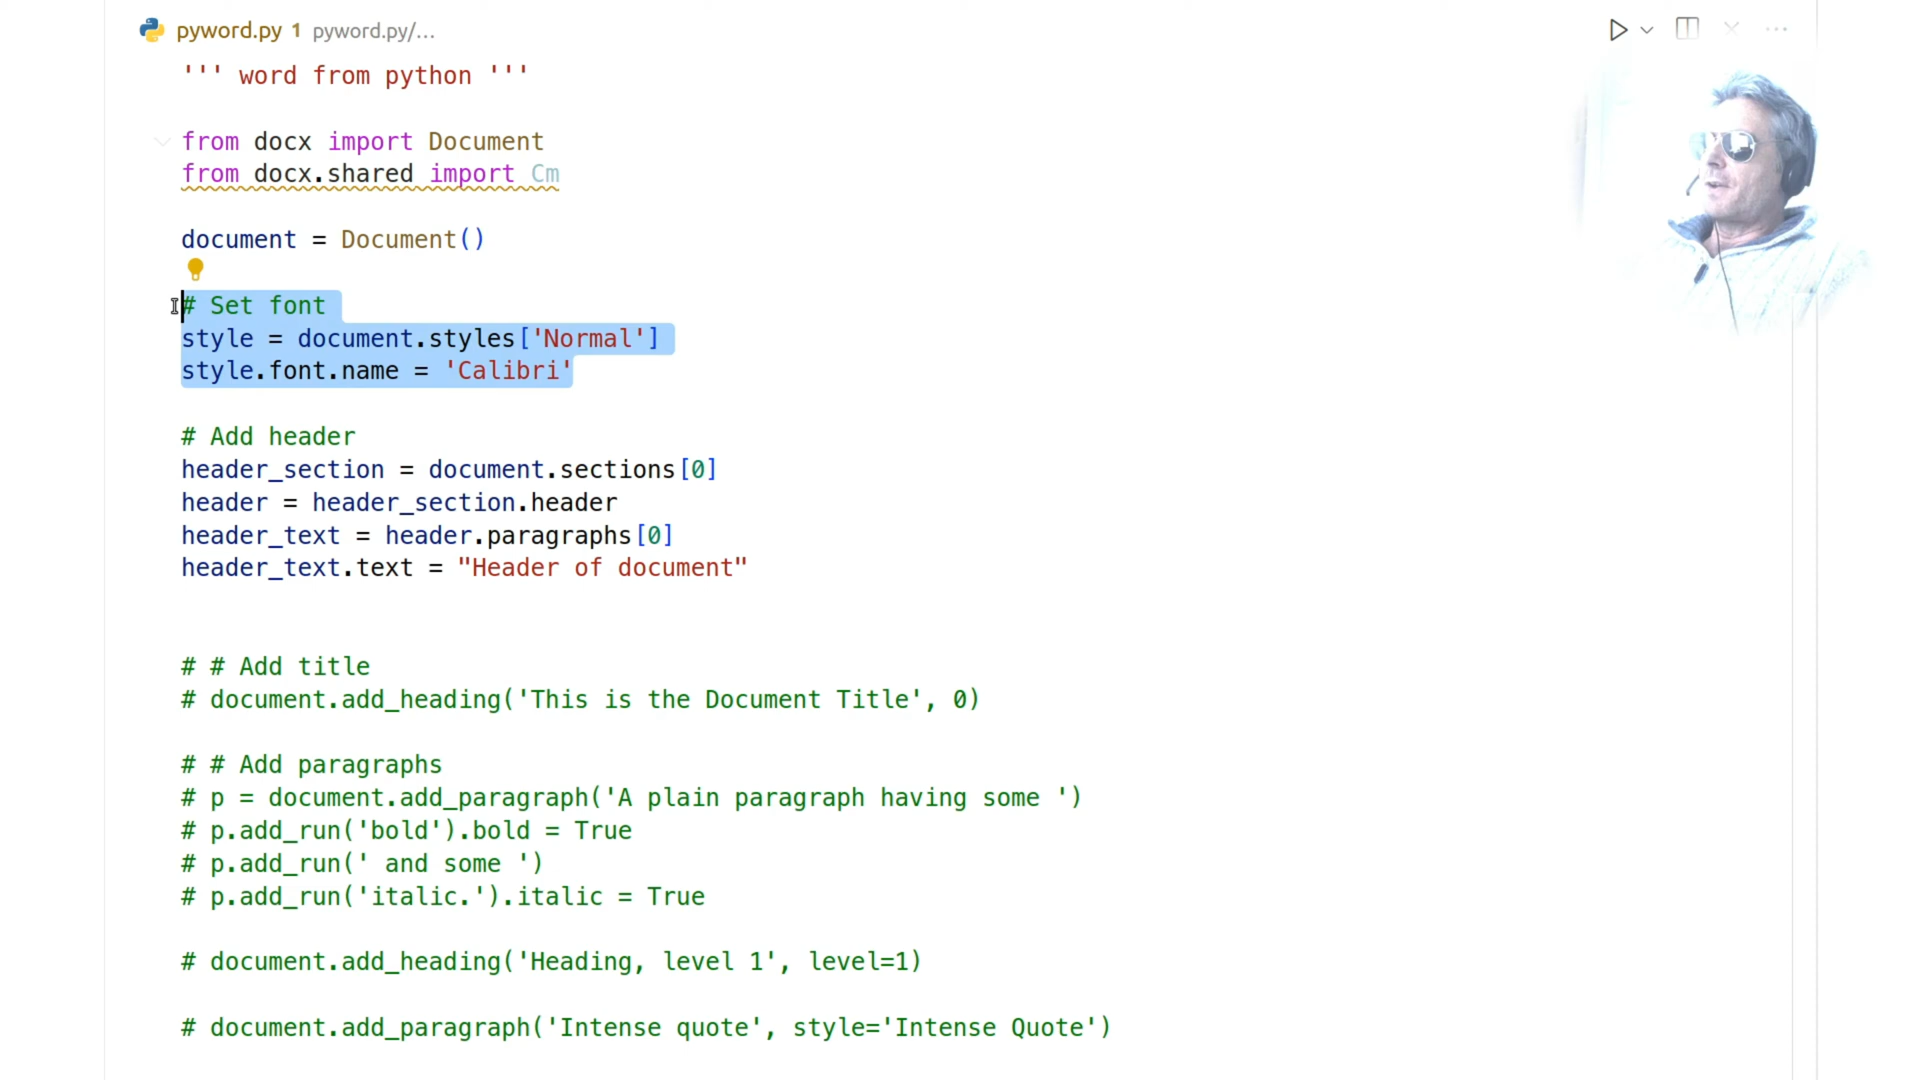 pyword.py 1 pyword.py/...
''' word from python '''
from docx import Document
from docx.shared import Cm
document = Document()
# Set font
style = document.styles['Normal']
style.font.name = 'Calibri'
# Add header
header_section = document.sections[0]
header = header_section.header
header_text = header.paragraphs[0]
header_text.text = "Header of document"
# # Add title
# document.add_heading('This is the Document Title', 0)
# # Add paragraphs
# p = document.add_paragraph('A plain paragraph having some ')
# p.add_run('bold').bold = True
# p.add_run(' and some ')
# p.add_run('italic.').italic = True
# document.add_heading('Heading, level 1', level=1)
# document.add_paragraph('Intense quote', style='Intense Quote')